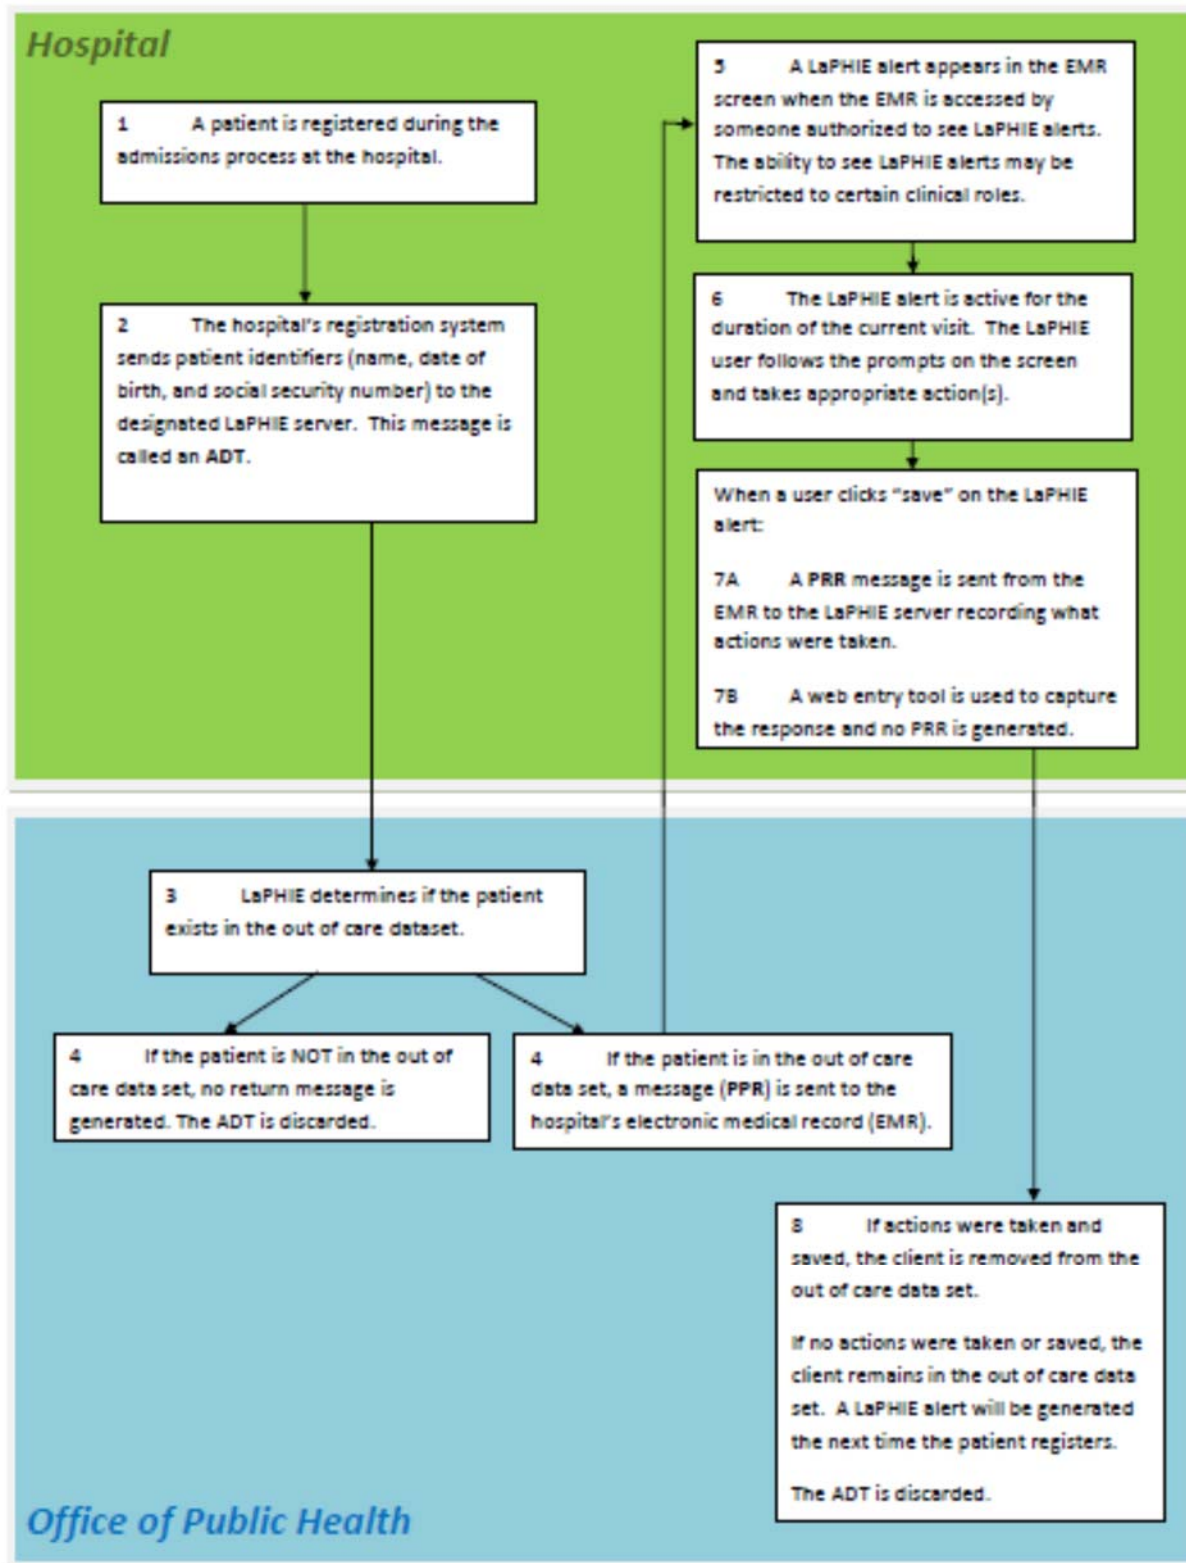 Hospital
1 A patient is registered during the
admissions process at the hospital.
2 The hospital's registration system
sends patient identifiers (name, date of
birth, and social security number) to the
designated LaPHIE server. This message is
called an ADT.
5 A LaPHIE alert appears in the EMR
screen when the EMR is accessed by
someone authorized to see LaPHIE alerts.
The ability to see LaPHIE alerts may be
restricted to certain clinical roles.
6 The LaPHIE alert is active for the
duration of the current visit. The LaPHIE
user follows the prompts on the screen
and takes appropriate action(s).
When a user clicks "save" on the LaPHIE
alert:
7A A PRR message is sent from the
EMR to the LaPHIE server recording what
actions were taken.
7B A web entry tool is used to capture
the response and no PRR is generated.
3 LaPHIE determines if the patient
exists in the out of care dataset.
4 If the patient is NOT in the out of
care data set, no return message is
generated. The ADT is discarded.
4 If the patient is in the out of care
data set, a message (PPR) is sent to the
hospital's electronic medical record (EMR).
8 If actions were taken and
saved, the client is removed from the
out of care data set.
If no actions were taken or saved, the
client remains in the out of care data
set. A LaPHIE alert will be generated
the next time the patient registers.
The ADT is discarded.
Office of Public Health